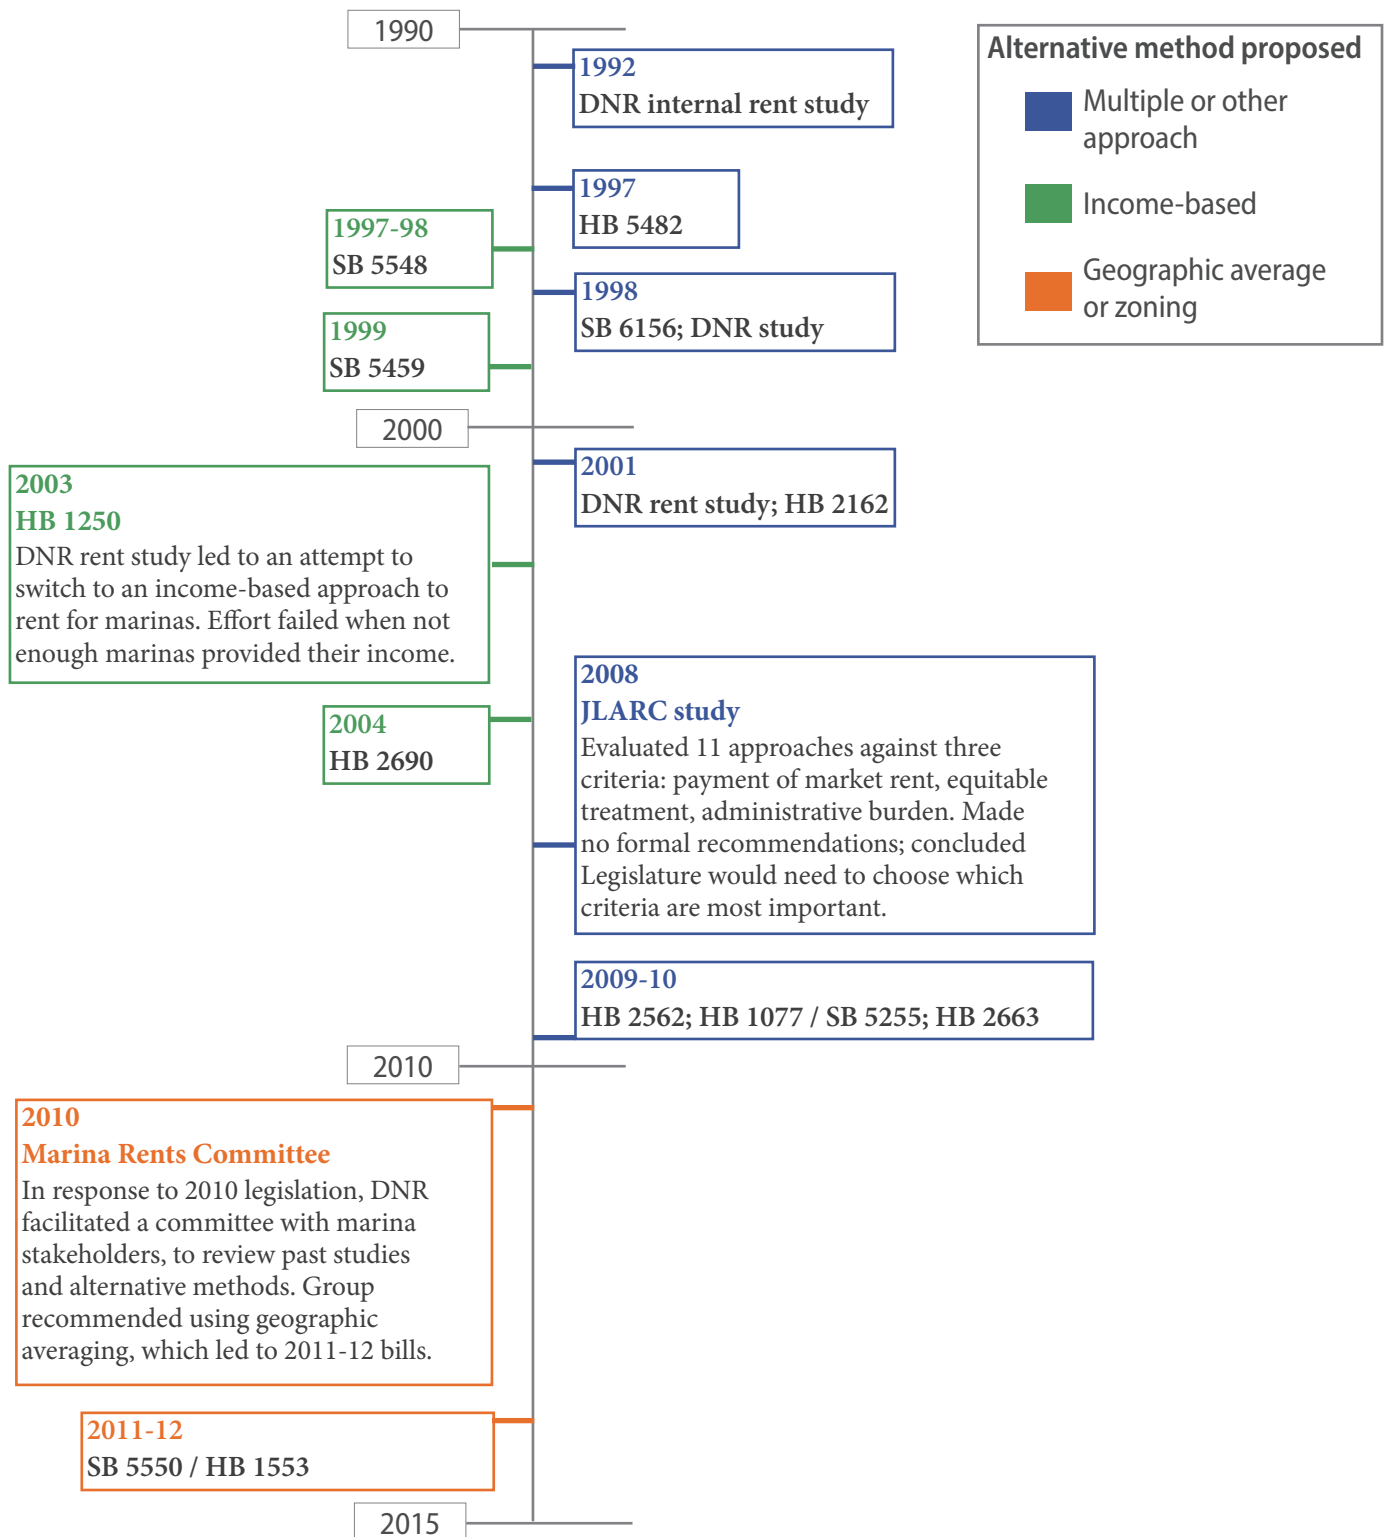 1990
Alternative method proposed
Multiple or other
approach
Income-based
Geographic average
or zoning
1992
DNR internal rent study
1997
HB 5482
1997-98
SB 5548
1998
SB 6156; DNR study
1999
SB 5459
2000
2001
DNR rent study; HB 2162
2003
HB 1250
DNR rent study led to an attempt to
switch to an income-based approach to
rent for marinas. Effort failed when not
enough marinas provided their income.
2004
HB 2690
2008
JLARC study
Evaluated 11 approaches against three
criteria: payment of market rent, equitable
treatment, administrative burden. Made
no formal recommendations; concluded
Legislature would need to choose which
criteria are most important.
2009-10
HB 2562; HB 1077 / SB 5255; HB 2663
2010
2010
Marina Rents Committee
In response to 2010 legislation, DNR
facilitated a committee with marina
stakeholders, to review past studies
and alternative methods. Group
recommended using geographic
averaging, which led to 2011-12 bills.
2011-12
SB 5550 / HB 1553
2015